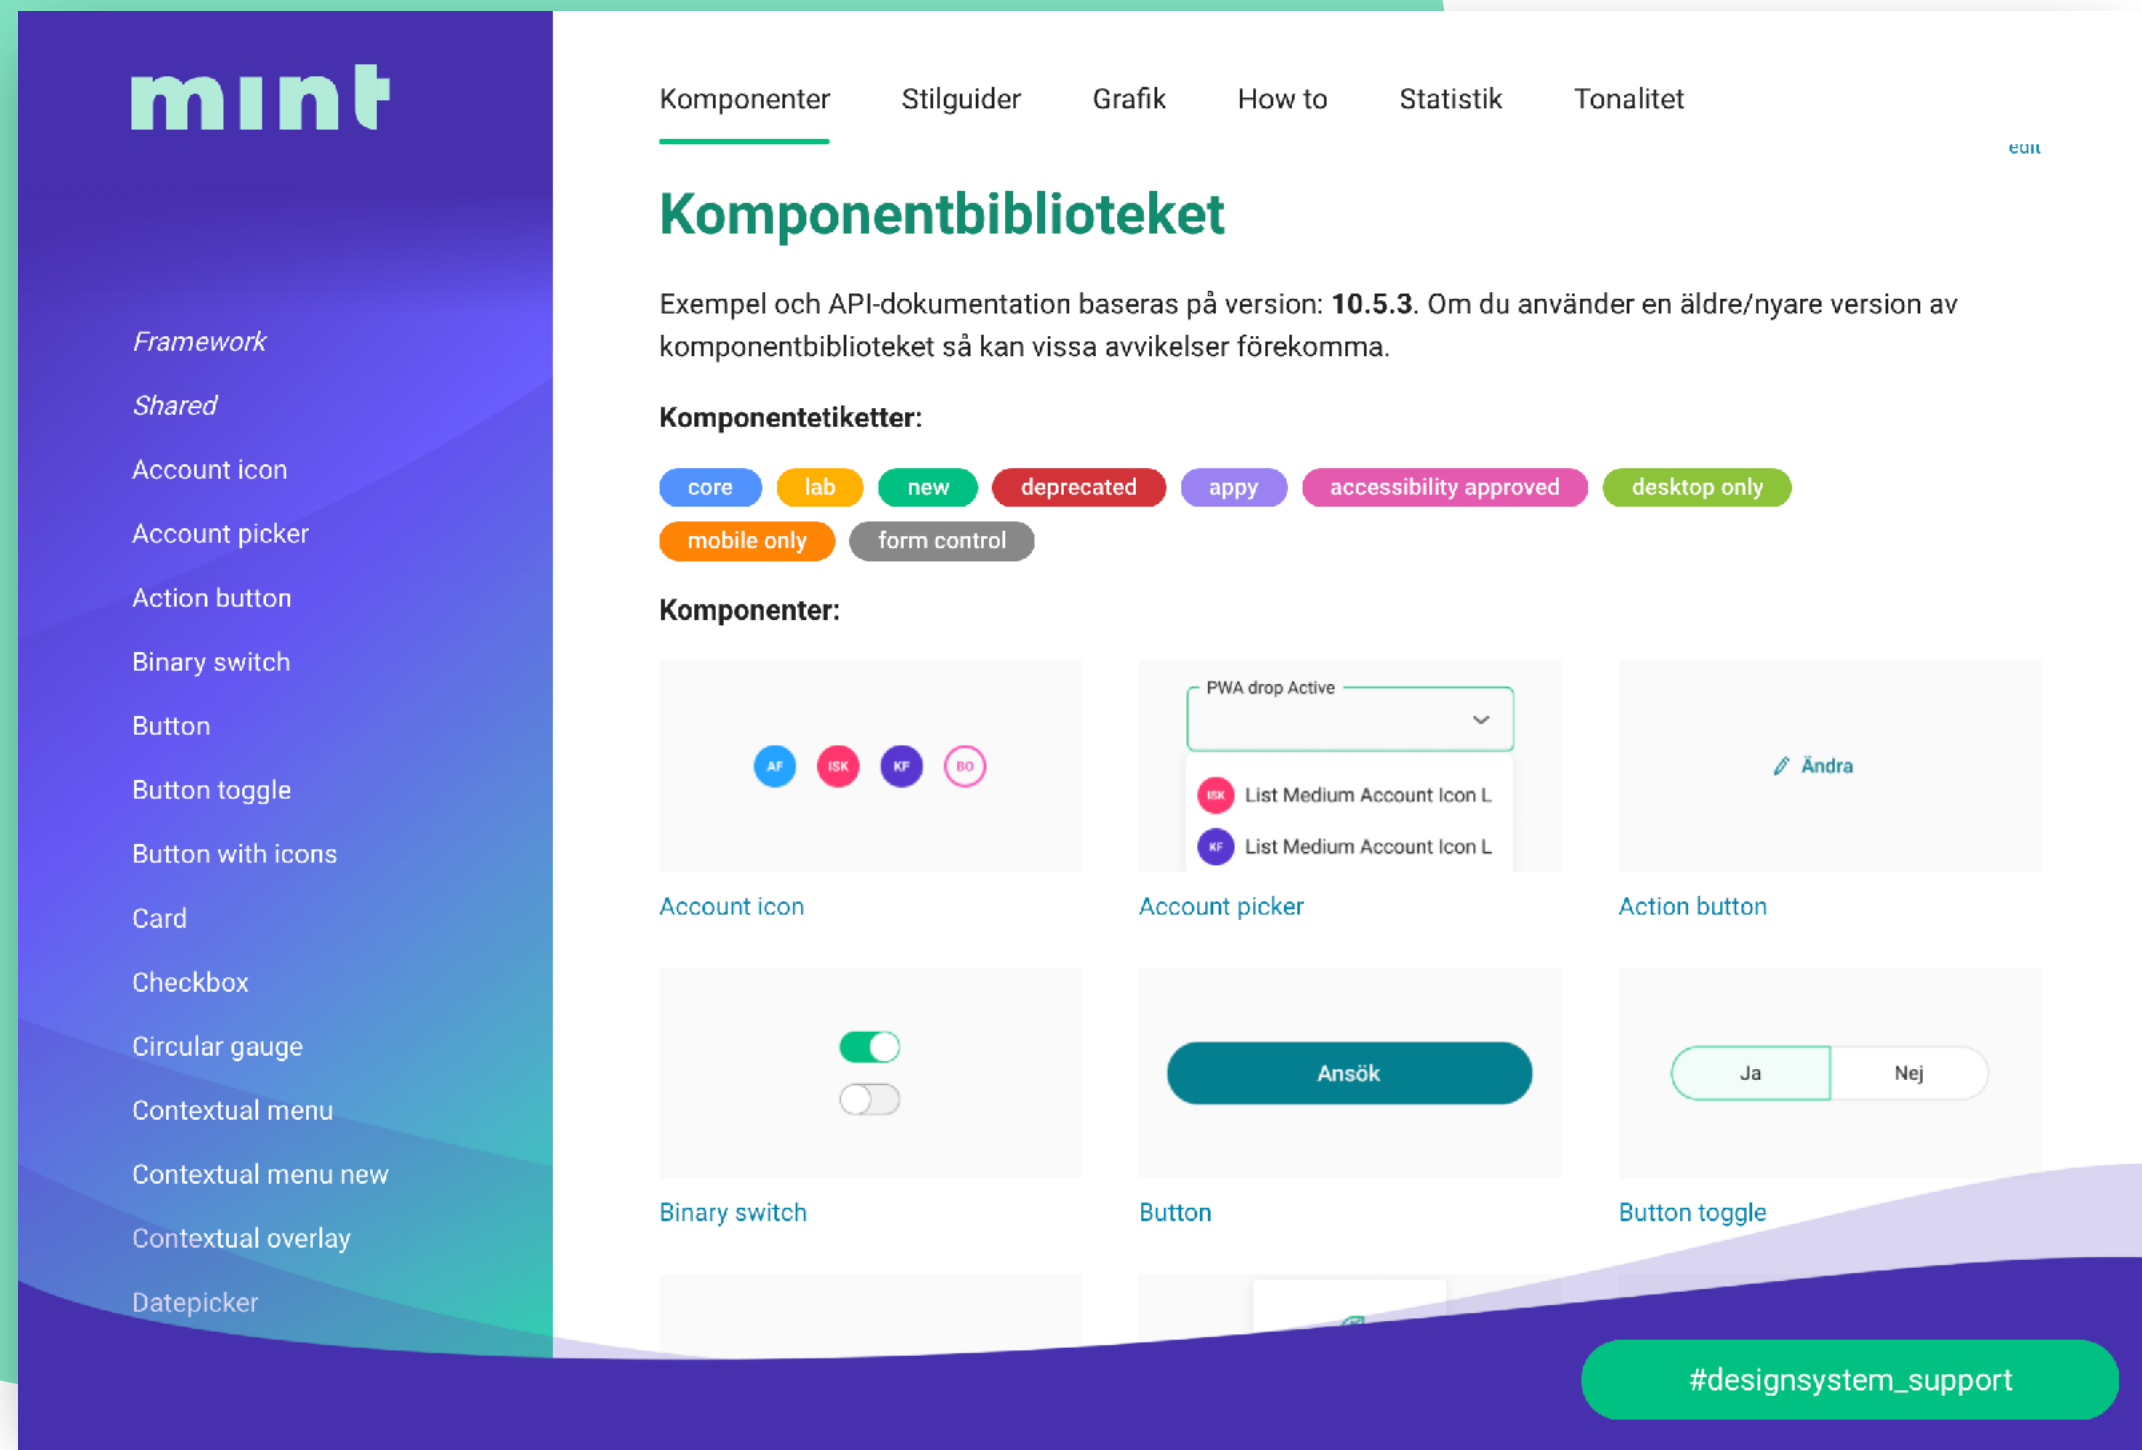 mint
Komponenter Stilguider Grafik How to Statistik Tonalitet
edit
Framework
Shared
Account icon
Account picker
Action button
Binary switch
Button
Button toggle
Button with icons
Card
Checkbox
Circular gauge
Contextual menu
Contextual menu new
Contextual overlay
Datepicker
Komponentbiblioteket
Exempel och API-dokumentation baseras på version: 10.5.3. Om du använder en äldre/nyare version av
komponentbiblioteket så kan vissa avvikelser förekomma.
Komponentetiketter:
core lab new deprecated appy accessibility approved desktop only
mobile only form control
Komponenter:
AF ISK KF BO
Account icon
PWA drop Active
ISK List Medium Account Icon L
KF List Medium Account Icon L
Account picker
Ändra
Action button
Binary switch
Ansök
Button
Ja Nej
Button toggle
#designsystem_support